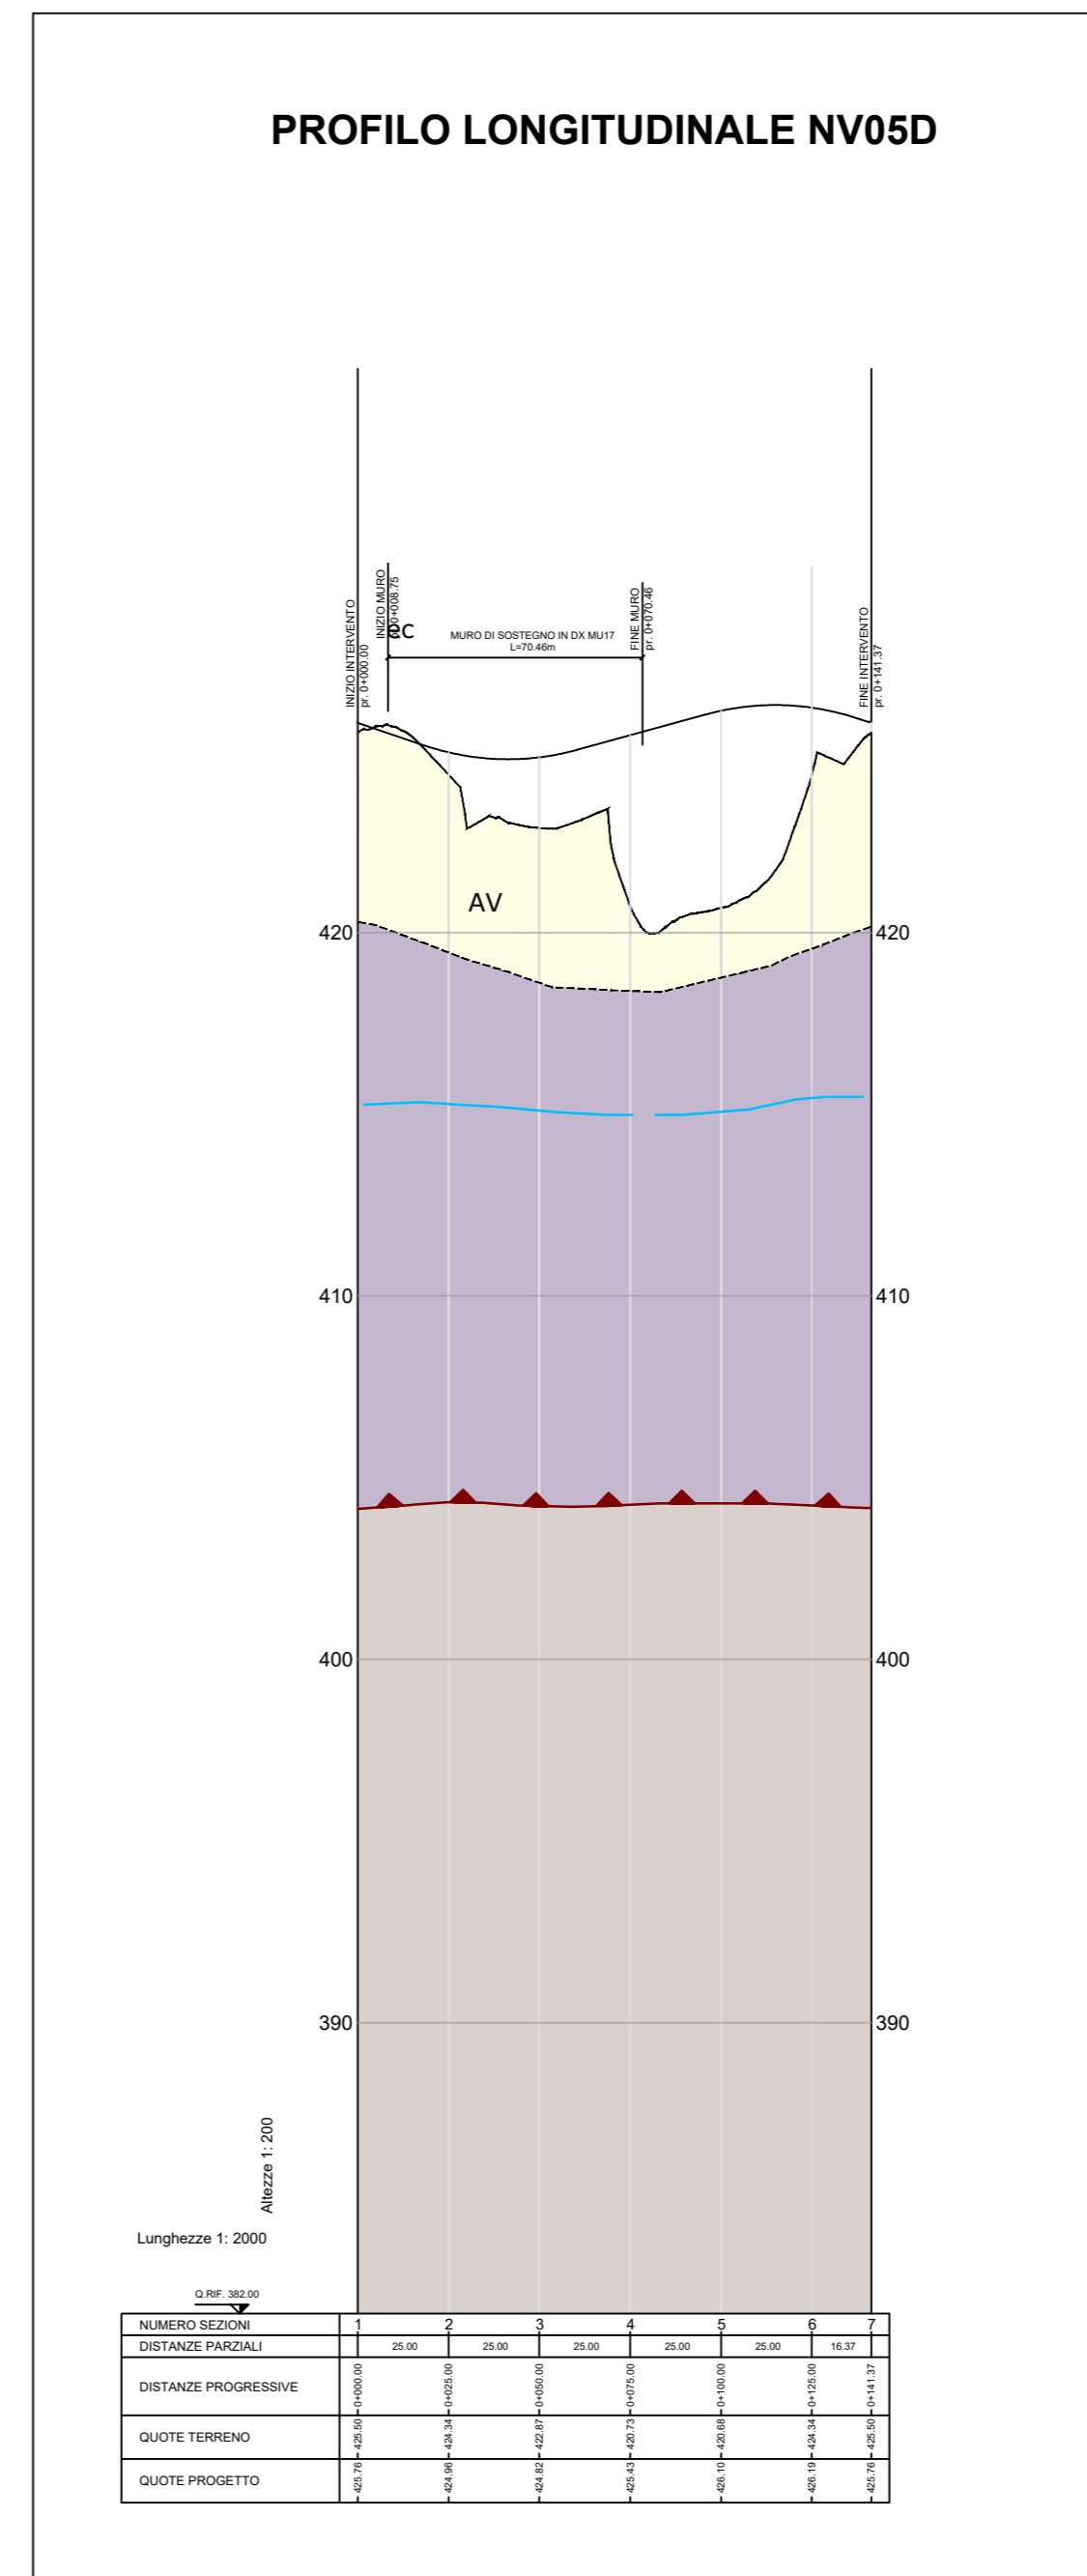 PROFILO LONGITUDINALE NV05D
INIZIO INTERVENTO
pr. 0+000.00
INIZIO MURO
0+008.75
ec
MURO DI SOSTEGNO IN DX MU17
L=70.46m
FINE MURO
pr. 0+070.46
FINE INTERVENTO
pr. 0+141.37
AV
420 420
410 410
400 400
390 390
Altezze 1: 200
Lunghezze 1: 2000
Q.RIF. 382.00
NUMERO SEZIONI 1 2 3 4 5 6 7
DISTANZE PARZIALI 25.00 25.00 25.00 25.00 25.00 16.37
DISTANZE PROGRESSIVE 0+000.00 0+025.00 0+050.00 0+075.00 0+100.00 0+125.00 0+141.37
QUOTE TERRENO 425.50 424.34 422.87 420.73 420.68 424.34 425.50
QUOTE PROGETTO 425.76 424.96 424.82 425.43 426.10 426.19 425.76